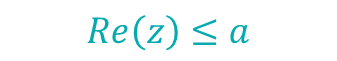 Re(z) ≤ a